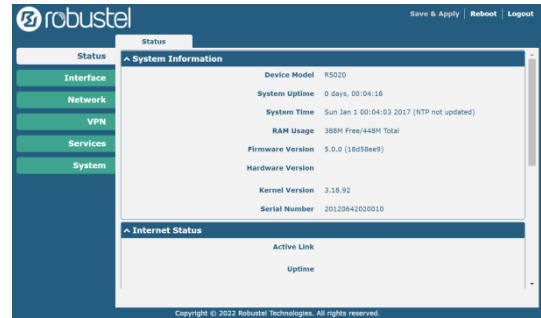 robustel
Save & Apply | Reboot | Logout
Status
Status
Interface
Network
VPN
Services
System
System Information
Device Model R5020
System Uptime 0 days, 00:04:18
System Time Sun Jan 1 00:04:03 2017 (NTP not updated)
RAM Usage 388M Free/448M Total
Firmware Version 5.0.0 (18d58ee9)
Hardware Version
Kernel Version 3.18.92
Serial Number 20120642020010
Internet Status
Active Link
Uptime
Copyright © 2022 Robustel Technologies. All rights reserved.